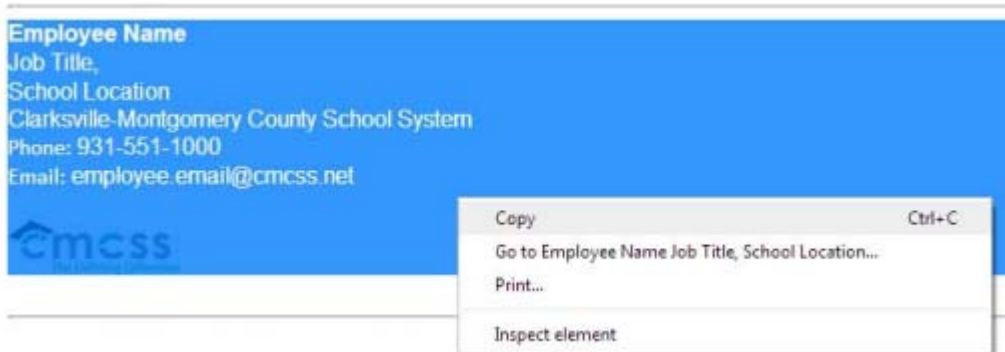 Employee Name
Job Title,
School Location
Clarksville-Montgomery County School System
Phone: 931-551-1000
Email: employee.email@cmcss.net
cmcss
Copy Ctrl+C
Go to Employee Name Job Title, School Location...
Print...
Inspect element